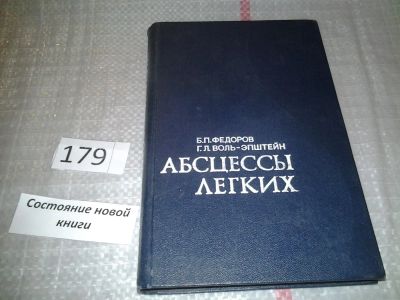 Б.П.ФЕДОРОВ
Г.Л.ВОЛЬ-ЭПШТЕЙН
АБСЦЕССЫ
ЛЕГКИХ
179
Состояние новой
книги